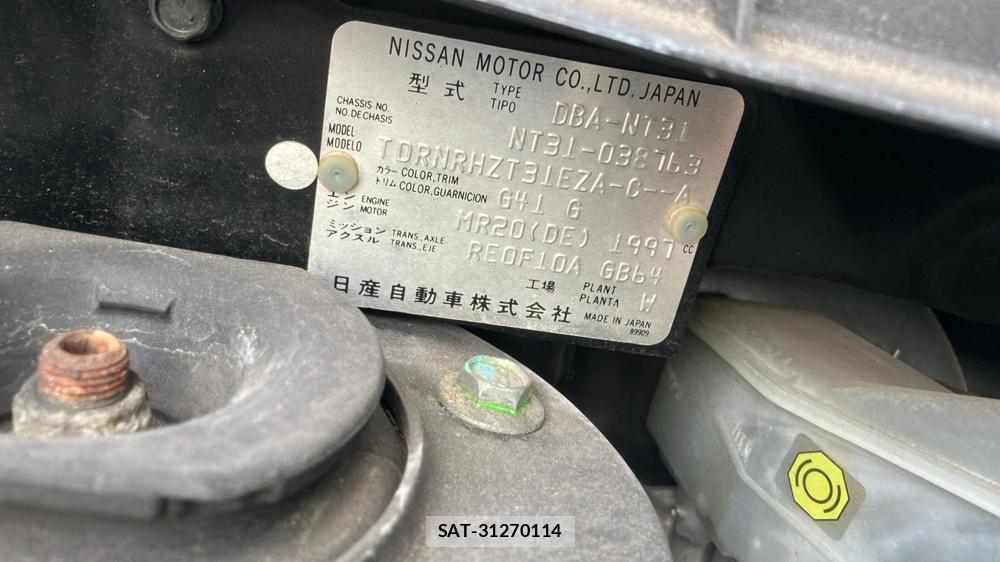 NISSAN MOTOR CO.,LTD. JAPAN
型式 TYPE TIPO DBA-NT31
CHASSIS NO. NO.DE CHASIS NT31-038763
MODEL MODELO TDRNRHZT31EZA-C--A
カラー COLOR,TRIM トリム COLOR,GUARNICION G41 G
エンジン ENGINE MOTOR MR20(DE) 1997 cc
ミッション TRANS.,AXLE アクスル TRANS.,EJE RE0F10A GB64
工場 PLANT PLANTA W
日産自動車株式会社 MADE IN JAPAN
89909
SAT-31270114